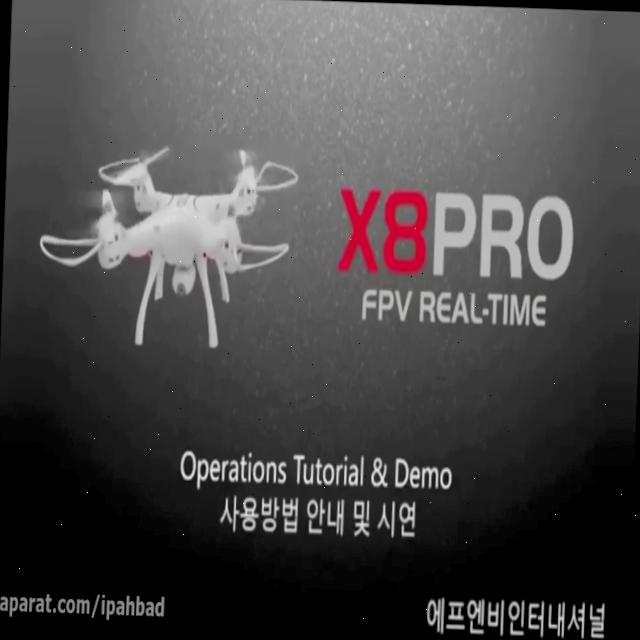 X8PRO
FPV REAL-TIME
Operations Tutorial & Demo
사용방법 안내 및 시연
aparat.com/ipahbad
에프엔비인터내셔널